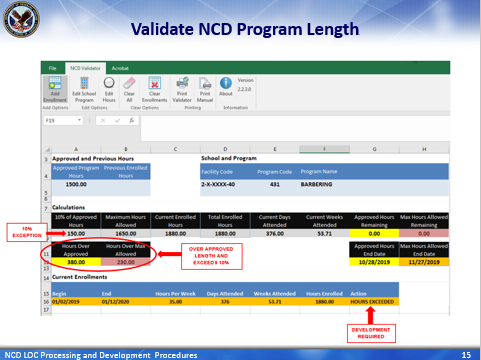 Validate NCD Program Length
File NCD Validator Acrobat
Add Enrollment Edit School Program Edit Hours Clear All Clear Enrollments Print Validator Print Manual About Version 2.2.3.0
Add Options Edit Options Clear Options Printing Information
F19
A B C D E F G H
3 Approved and Previous Hours School and Program
4 Approved Program Hours Previous Enrolled Hours Facility Code Program Code Program Name
5 1500.00 2-X-XXXX-40 431 BARBERING
6
7 Calculations
8 10% of Approved Hours Maximum Hours Allowed Current Enrolled Hours Total Enrolled Hours Current Days Attended Current Weeks Attended Approved Hours Remaining Max Hours Allowed Remaining
9 150.00 1650.00 1880.00 1880.00 376.00 53.71 0.00 0.00
10% EXCEPTION
11 Hours Over Approved Hours Over Max Allowed Approved Hours End Date Max Hours Allowed End Date
12 380.00 230.00 10/28/2019 11/27/2019
OVER APPROVED LENGTH AND EXCEEDS 10%
13
14 Current Enrollments
15 Begin End Hours Per Week Days Attended Weeks Attended Hours Enrolled Action
16 01/02/2019 01/12/2020 35.00 376 53.71 1880.00 HOURS EXCEEDED
17
DEVELOPMENT REQUIRED
NCD LOC Processing and Development Procedures 15